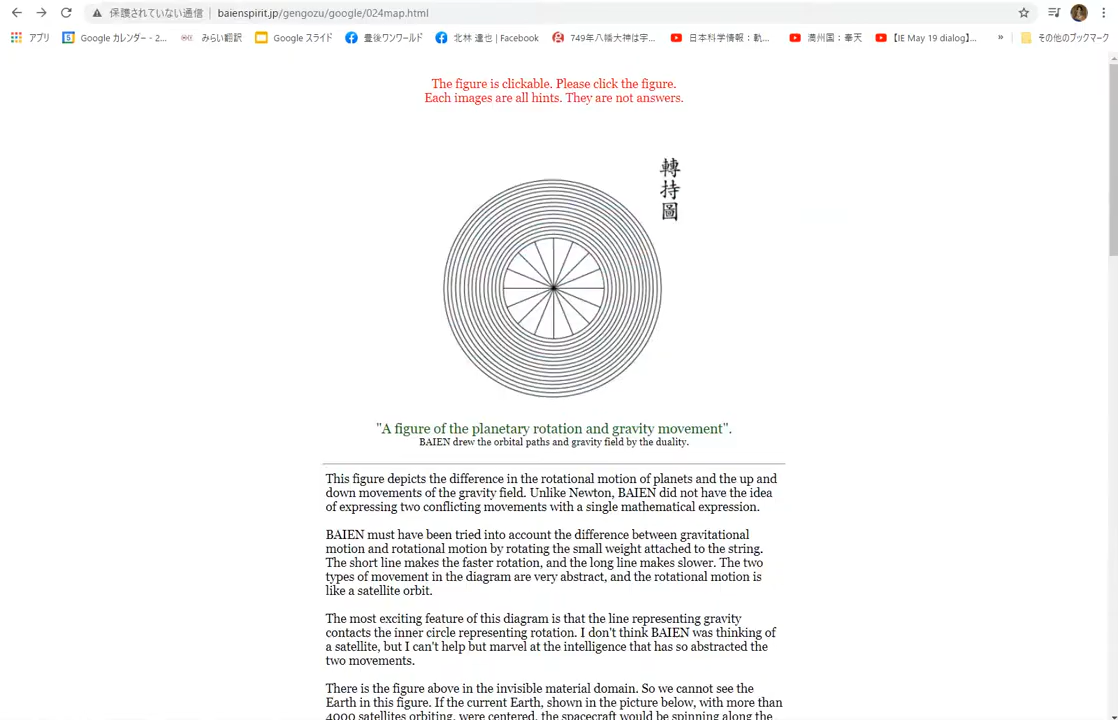 保護されていない通信 | baienspirit.jp/gengozu/google/024map.html
アプリ Google カレンダー - 2... みらい翻訳 Google スライド 豊後ワンワールド 北林 達也 | Facebook 749年八幡大神は宇... 日本科学情報：軌... 満州国：奉天 【IE May 19 dialog】... » その他のブックマーク
The figure is clickable. Please click the figure.
Each images are all hints. They are not answers.
轉持圖
"A figure of the planetary rotation and gravity movement".
BAIEN drew the orbital paths and gravity field by the duality.
This figure depicts the difference in the rotational motion of planets and the up and
down movements of the gravity field. Unlike Newton, BAIEN did not have the idea
of expressing two conflicting movements with a single mathematical expression.
BAIEN must have been tried into account the difference between gravitational
motion and rotational motion by rotating the small weight attached to the string.
The short line makes the faster rotation, and the long line makes slower. The two
types of movement in the diagram are very abstract, and the rotational motion is
like a satellite orbit.
The most exciting feature of this diagram is that the line representing gravity
contacts the inner circle representing rotation. I don't think BAIEN was thinking of
a satellite, but I can't help but marvel at the intelligence that has so abstracted the
two movements.
There is the figure above in the invisible material domain. So we cannot see the
Earth in this figure. If the current Earth, shown in the picture below, with more than
4000 satellites orbiting, were centered, the spacecraft would be spinning along the